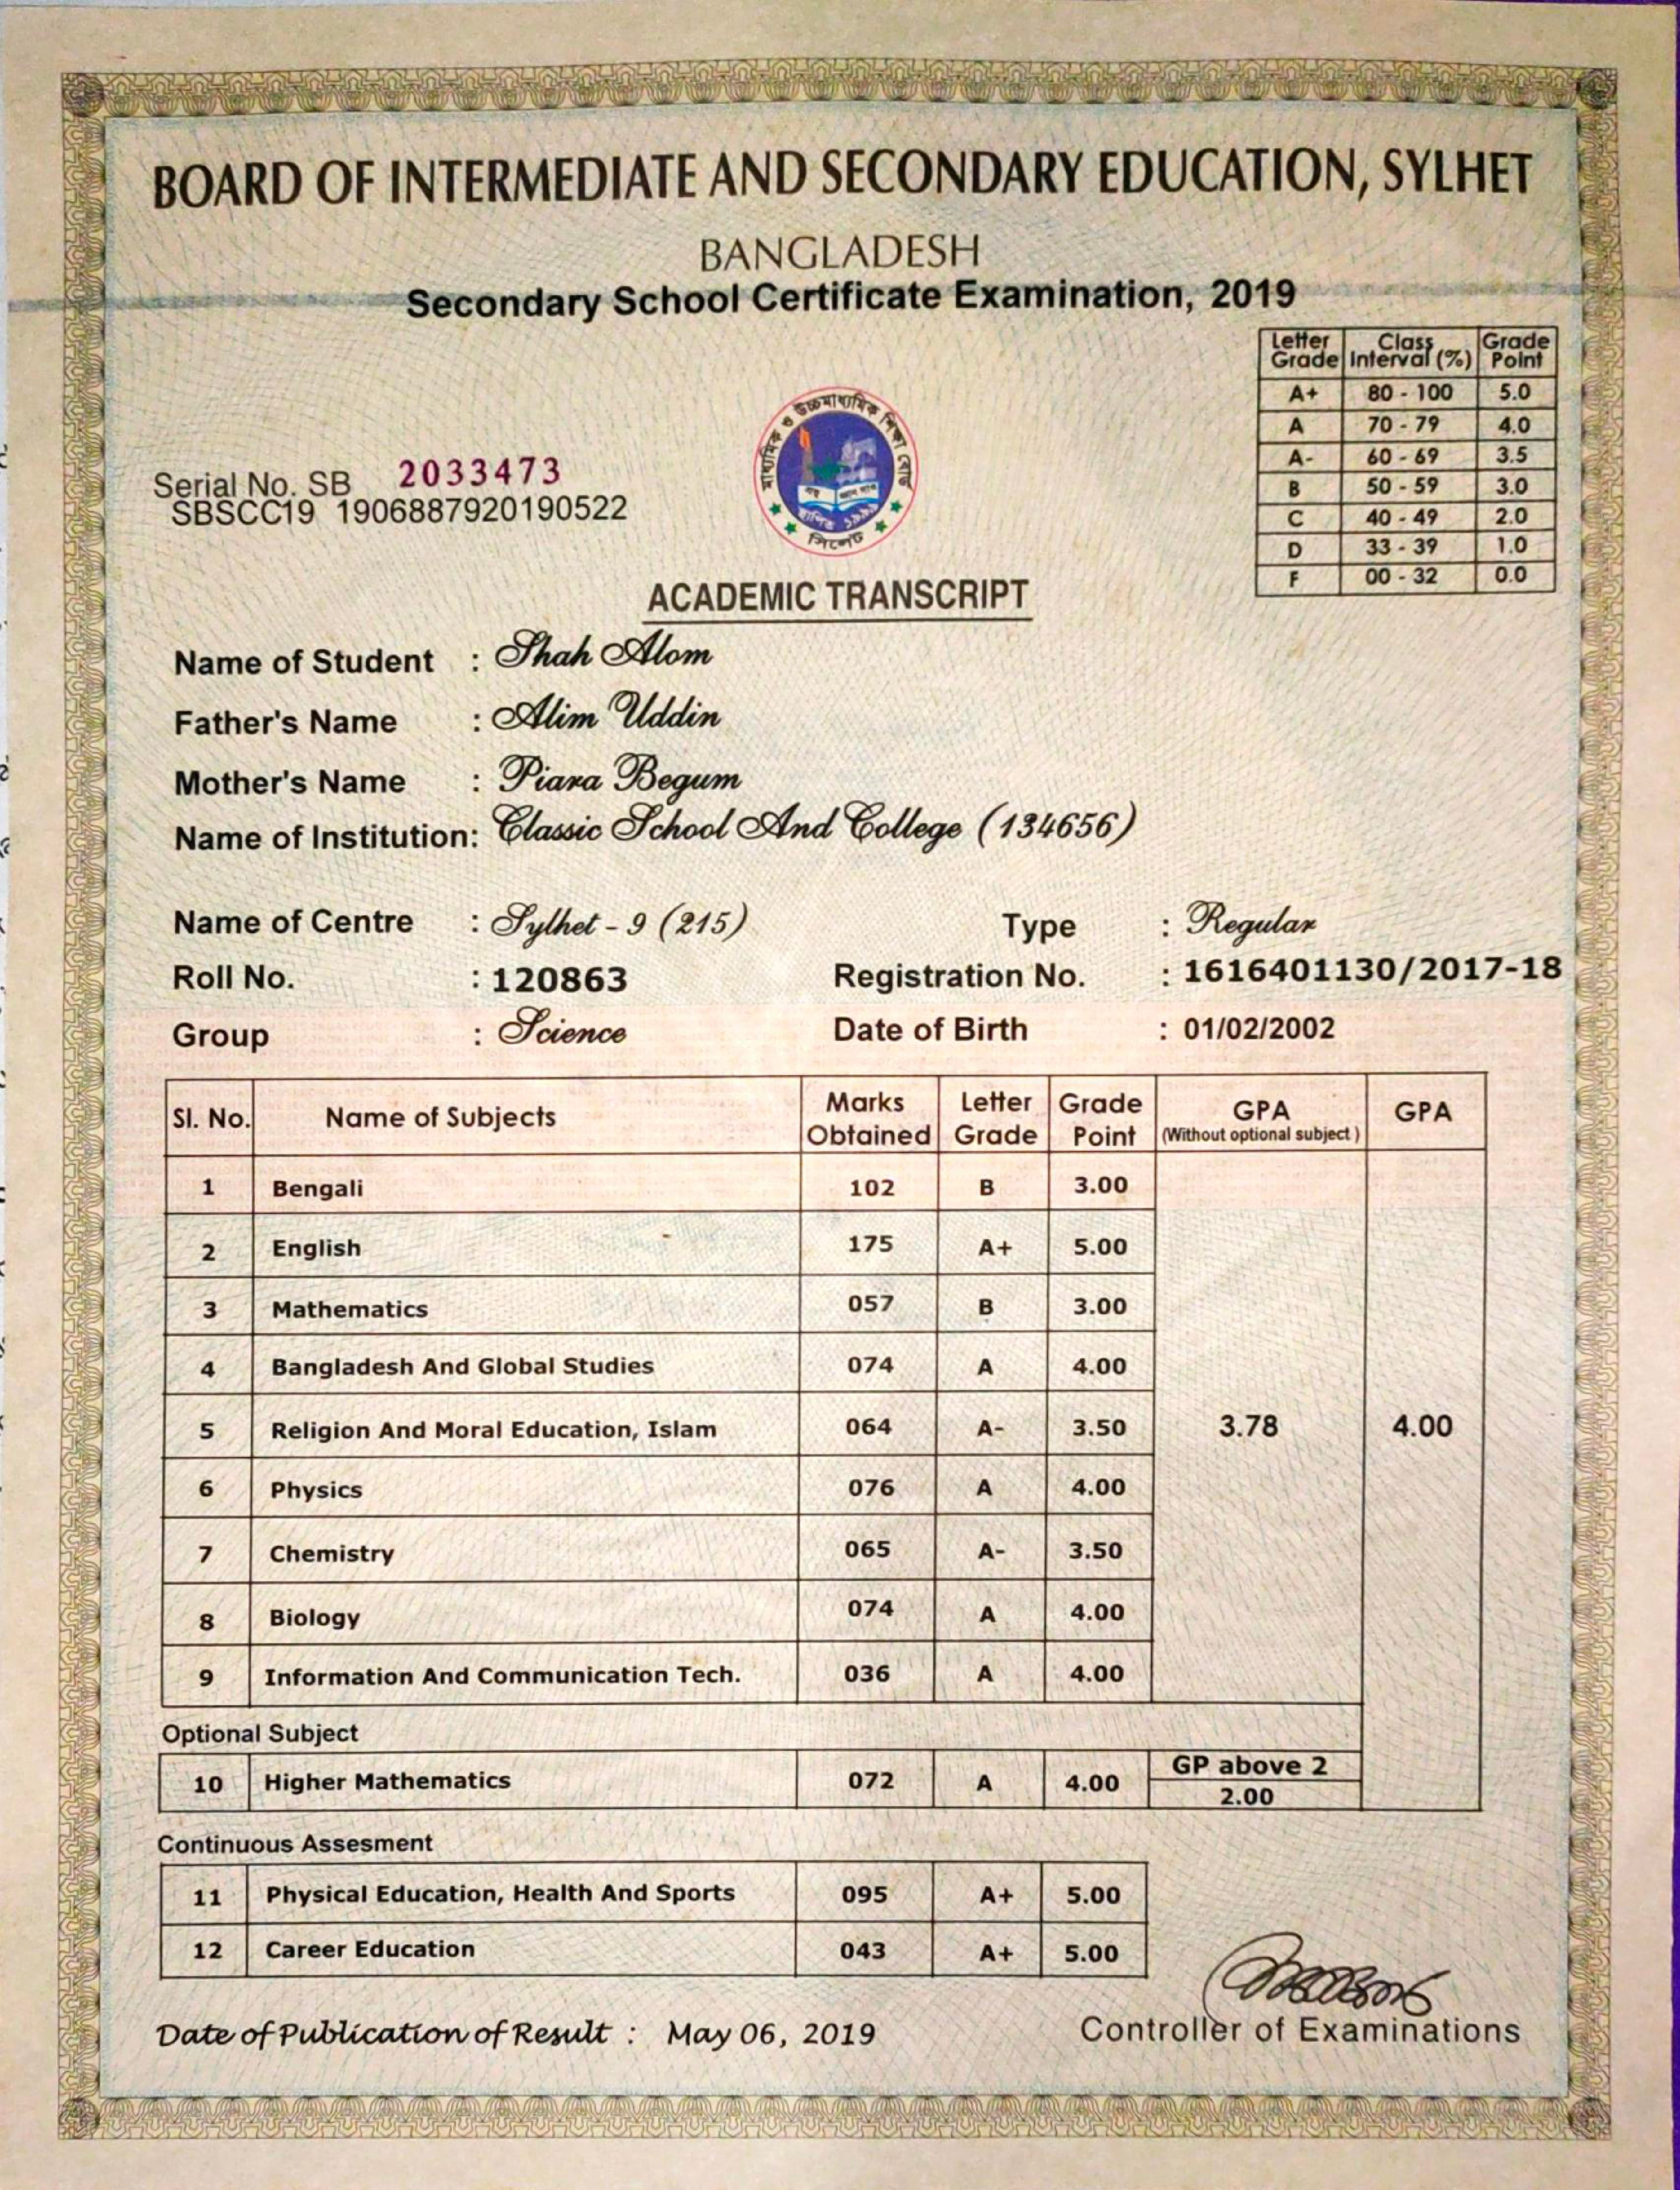 BOARD OF INTERMEDIATE AND SECONDARY EDUCATION, SYLHET
BANGLADESH
Secondary School Certificate Examination, 2019
Letter Grade Class Interval (%) Grade Point
A+ 80 - 100 5.0
A 70 - 79 4.0
A- 60 - 69 3.5
B 50 - 59 3.0
C 40 - 49 2.0
D 33 - 39 1.0
F 00 - 32 0.0
মাধ্যমিক ও উচ্চমাধ্যমিক শিক্ষা বোর্ড
স্থাপিত ১৯৯৯
সিলেট
Serial No. SB 2033473
SBSCC19 1906887920190522
ACADEMIC TRANSCRIPT
Name of Student : Shah Alom
Father's Name : Alim Uddin
Mother's Name : Piara Begum
Name of Institution: Classic School And College (134656)
Name of Centre : Sylhet - 9 (215) Type : Regular
Roll No. : 120863 Registration No. : 1616401130/2017-18
Group : Science Date of Birth : 01/02/2002
Sl. No. Name of Subjects Marks Obtained Letter Grade Grade Point GPA (Without optional subject ) GPA
1 Bengali 102 B 3.00
2 English 175 A+ 5.00
3 Mathematics 057 B 3.00
4 Bangladesh And Global Studies 074 A 4.00
5 Religion And Moral Education, Islam 064 A- 3.50 3.78 4.00
6 Physics 076 A 4.00
7 Chemistry 065 A- 3.50
8 Biology 074 A 4.00
9 Information And Communication Tech. 036 A 4.00
Optional Subject
10 Higher Mathematics 072 A 4.00 GP above 2 2.00
Continuous Assesment
11 Physical Education, Health And Sports 095 A+ 5.00
12 Career Education 043 A+ 5.00
Date of Publication of Result : May 06, 2019
Controller of Examinations